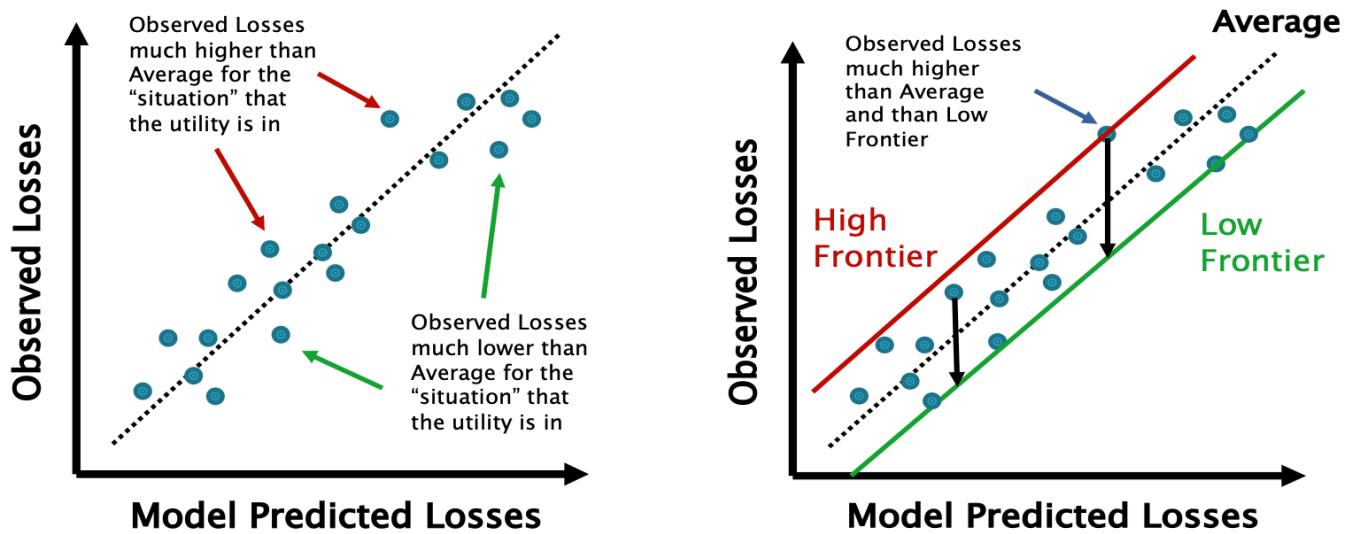 Observed Losses
much higher than
Average for the
“situation” that
the utility is in
Observed Losses
much lower than
Average for the
“situation” that
the utility is in
Observed Losses
Model Predicted Losses
Average
Observed Losses
much higher
than Average
and than Low
Frontier
High
Frontier
Low
Frontier
Observed Losses
Model Predicted Losses